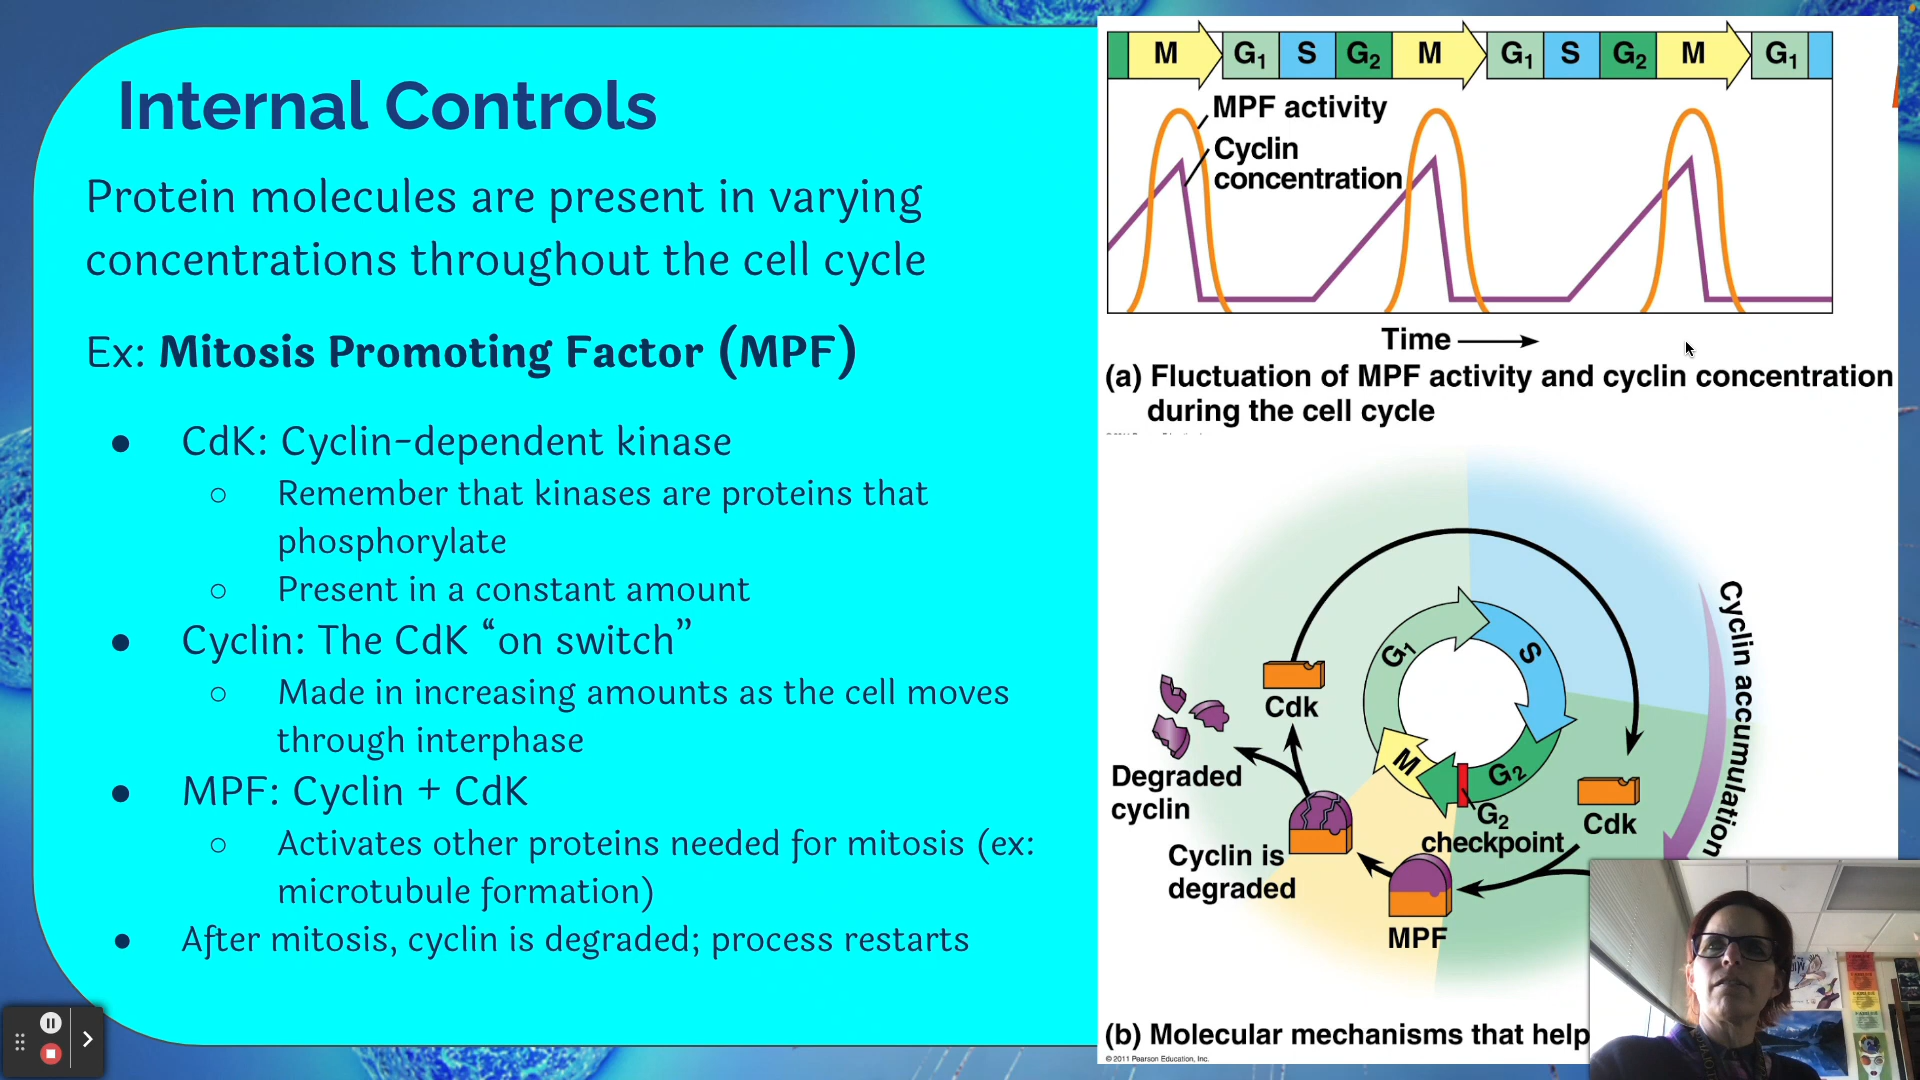 Internal Controls
Protein molecules are present in varying
concentrations throughout the cell cycle
Ex: Mitosis Promoting Factor (MPF)
● CdK: Cyclin-dependent kinase
○ Remember that kinases are proteins that
phosphorylate
○ Present in a constant amount
● Cyclin: The CdK “on switch”
○ Made in increasing amounts as the cell moves
through interphase
● MPF: Cyclin + CdK
○ Activates other proteins needed for mitosis (ex:
microtubule formation)
● After mitosis, cyclin is degraded; process restarts
M G₁ S G₂ M G₁ S G₂ M G₁
MPF activity
Cyclin
concentration
Time
(a) Fluctuation of MPF activity and cyclin concentration
during the cell cycle
G₁
S
Cyclin accumulation
Cdk
M
G₂
Degraded
cyclin
G₂
checkpoint
Cdk
Cyclin is
degraded
MPF
(b) Molecular mechanisms that help
© 2011 Pearson Education, Inc.